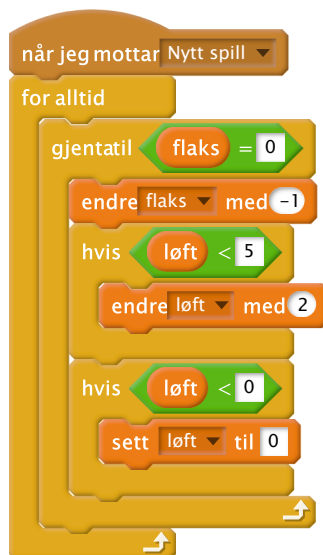 når jeg mottar Nytt spill
for alltid
gjentatil flaks = 0
endre flaks med -1
hvis løft < 5
endre løft med 2
hvis løft < 0
sett løft til 0